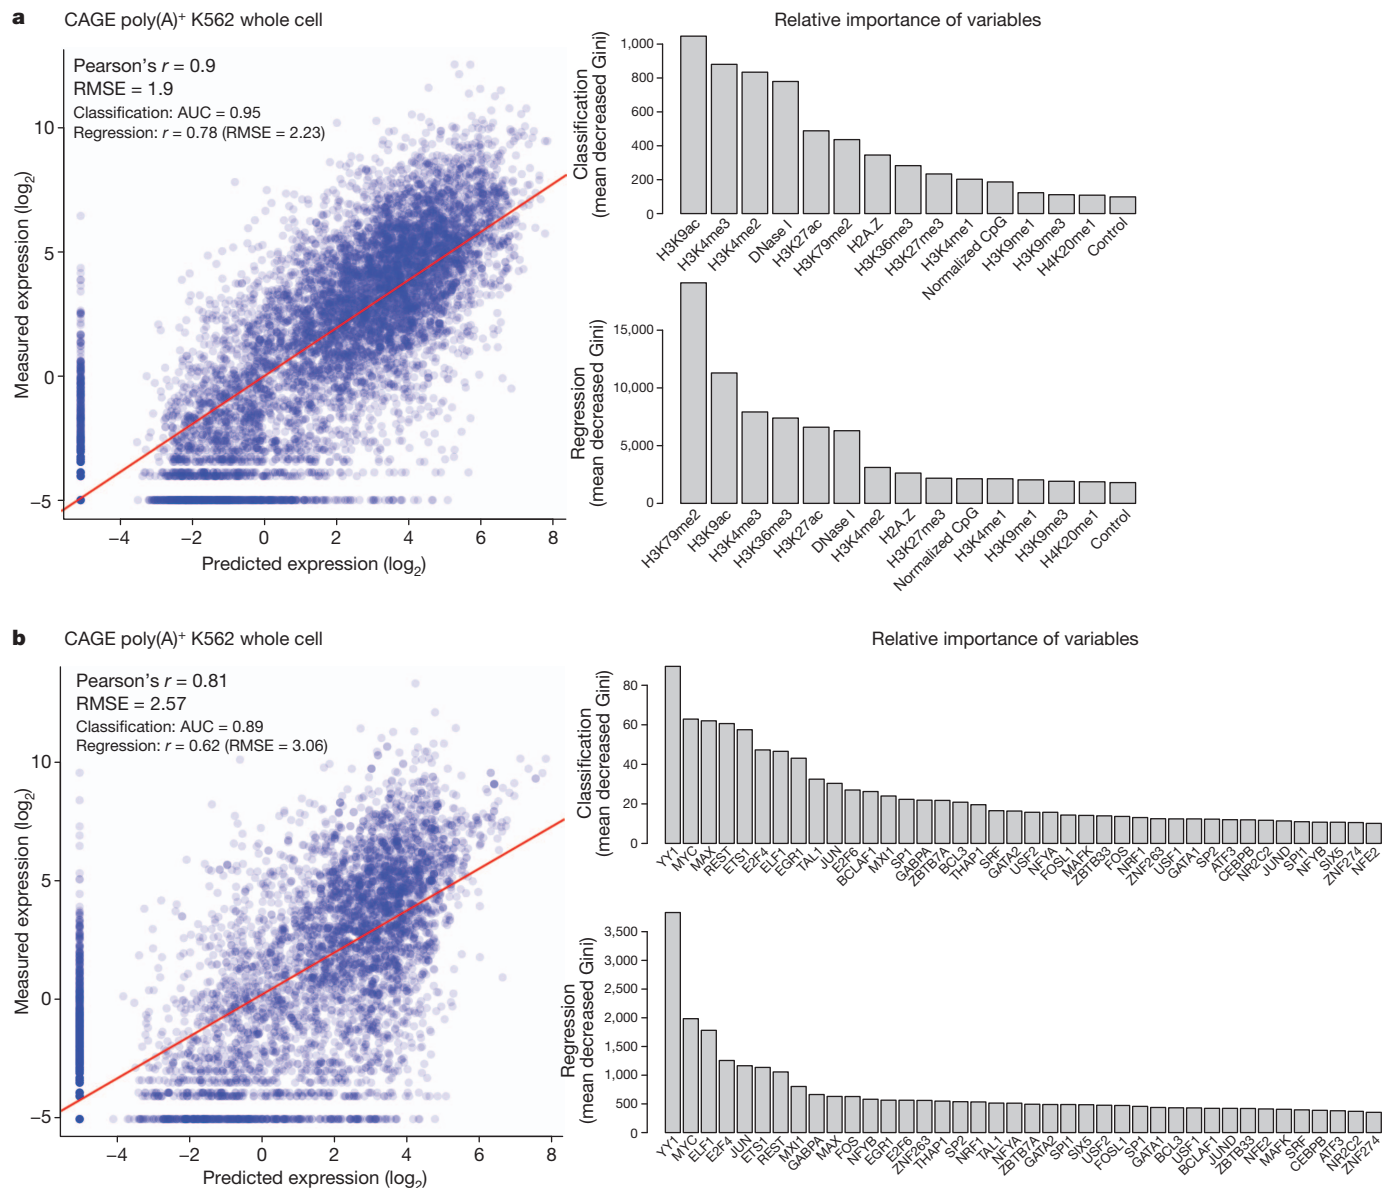 a
CAGE poly(A)+ K562 whole cell
Pearson's r = 0.9
RMSE = 1.9
Classification: AUC = 0.95
Regression: r = 0.78 (RMSE = 2.23)
Measured expression (log2)
10
5
0
−5
−4
−2
0
2
4
6
8
Predicted expression (log2)
Relative importance of variables
Classification
(mean decreased Gini)
1,000
800
600
400
200
0
H3K9ac
H3K4me3
H3K4me2
DNase I
H3K27ac
H3K79me2
H2A.Z
H3K36me3
H3K27me3
H3K4me1
Normalized CpG
H3K9me1
H3K9me3
H4K20me1
Control
Regression
(mean decreased Gini)
15,000
10,000
5,000
0
H3K79me2
H3K9ac
H3K4me3
H3K36me3
H3K27ac
DNase I
H3K4me2
H2A.Z
H3K27me3
Normalized CpG
H3K4me1
H3K9me1
H3K9me3
H4K20me1
Control
b
CAGE poly(A)+ K562 whole cell
Pearson's r = 0.81
RMSE = 2.57
Classification: AUC = 0.89
Regression: r = 0.62 (RMSE = 3.06)
Measured expression (log2)
10
5
0
−5
−4
−2
0
2
4
6
8
Predicted expression (log2)
Relative importance of variables
Classification
(mean decreased Gini)
80
60
40
20
0
YY1
MYC
MAX
REST
ETS1
E2F4
ELF1
EGR1
TAL1
JUN
E2F6
BCLAF1
MXI1
SP1
GABPA
ZBTB7A
BCL3
THAP1
SRF
GATA2
USF2
NFYA
FOSL1
MAFK
ZBTB33
FOS
NRF1
ZNF263
USF1
GATA1
SP2
ATF3
CEBPB
NR2C2
JUND
SPI1
NFYB
SIX5
ZNF274
NFE2
Regression
(mean decreased Gini)
3,500
3,000
2,500
2,000
1,500
1,000
500
0
YY1
MYC
ELF1
E2F4
JUN
ETS1
REST
MXI1
GABPA
MAX
FOS
NFYB
EGR1
E2F6
ZNF263
THAP1
SP2
NRF1
TAL1
NFYA
ZBTB7A
GATA2
SPI1
SIX5
USF2
FOSL1
SP1
GATA1
BCL3
USF1
BCLAF1
JUND
ZBTB33
NFE2
MAFK
SRF
CEBPB
ATF3
NR2C2
ZNF274